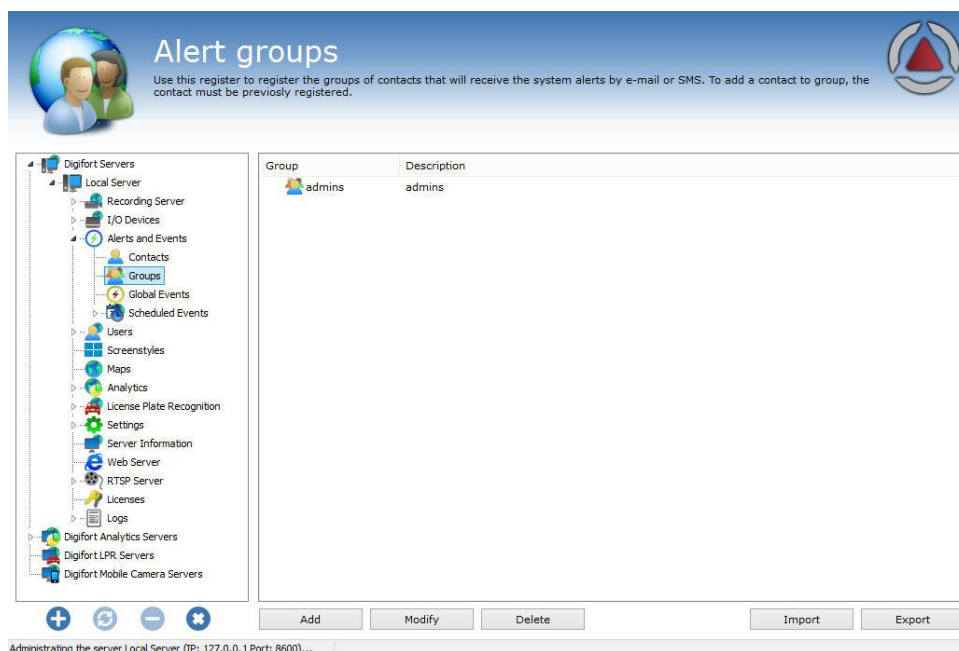 Alert groups
Use this register to register the groups of contacts that will receive the system alerts by e-mail or SMS. To add a contact to group, the
contact must be previosly registered.
Digifort Servers
Local Server
Recording Server
I/O Devices
Alerts and Events
Contacts
Groups
Global Events
Scheduled Events
Users
Screenstyles
Maps
Analytics
License Plate Recognition
Settings
Server Information
Web Server
RTSP Server
Licenses
Logs
Digifort Analytics Servers
Digifort LPR Servers
Digifort Mobile Camera Servers
Group Description
admins admins
Add Modify Delete Import Export
Administrating the server Local Server (IP: 127.0.0.1 Port: 8600)...